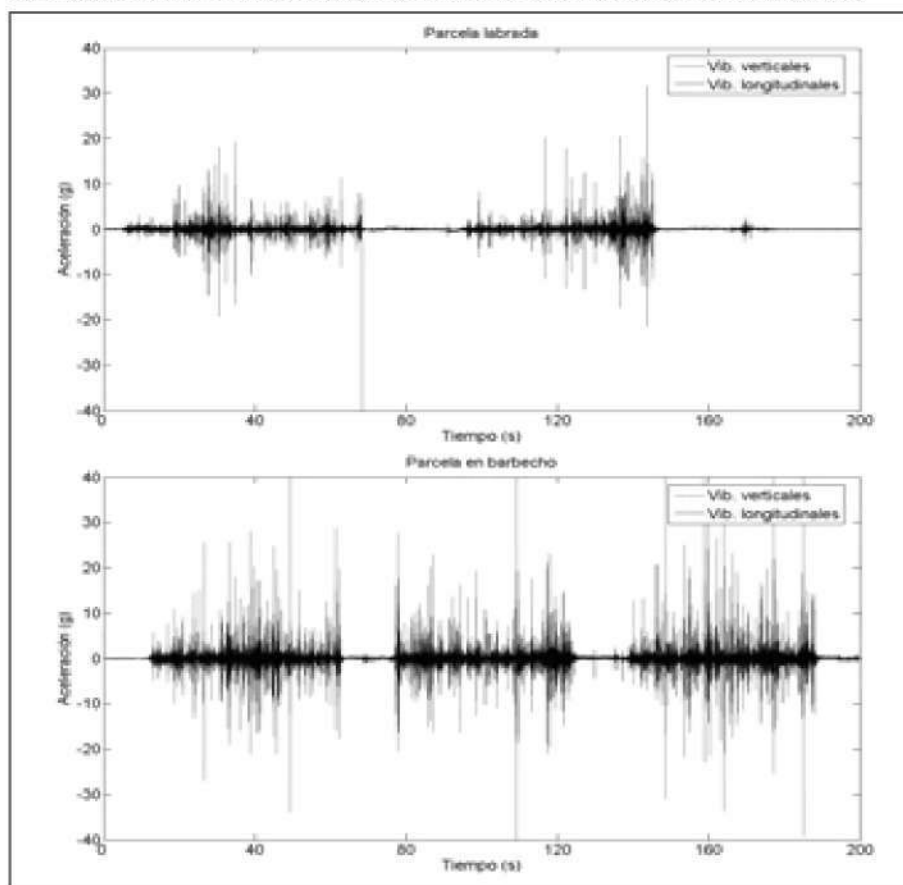 Parcela labrada
Vib. verticales
Vib. longitudinales
Aceleración (g)
40
30
20
10
0
-10
-20
-30
-40
0 40 80 120 160 200
Tiempo (s)
Parcela en barbecho
Vib. verticales
Vib. longitudinales
Aceleración (g)
40
30
20
10
0
-10
-20
-30
-40
0 40 80 120 160 200
Tiempo (s)